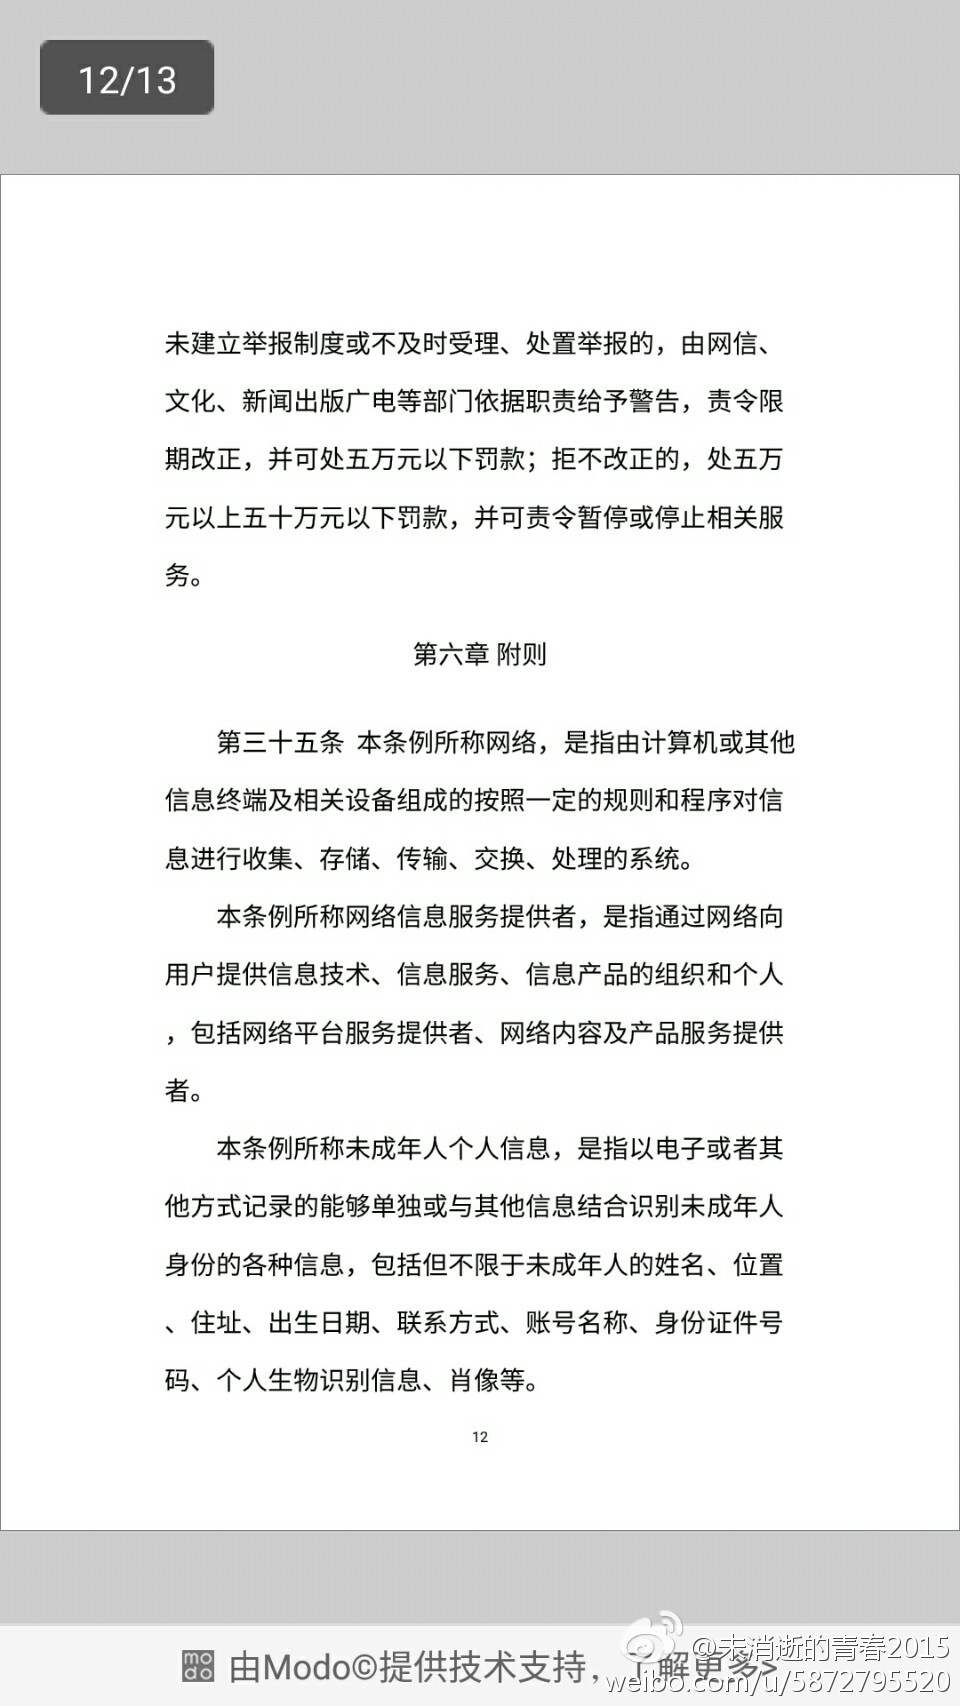 12/13
未建立举报制度或不及时受理、处置举报的，由网信、
文化、新闻出版广电等部门依据职责给予警告，责令限
期改正，并可处五万元以下罚款；拒不改正的，处五万
元以上五十万元以下罚款，并可责令暂停或停止相关服
务。
第六章 附则
第三十五条 本条例所称网络，是指由计算机或其他
信息终端及相关设备组成的按照一定的规则和程序对信
息进行收集、存储、传输、交换、处理的系统。
本条例所称网络信息服务提供者，是指通过网络向
用户提供信息技术、信息服务、信息产品的组织和个人
，包括网络平台服务提供者、网络内容及产品服务提供
者。
本条例所称未成年人个人信息，是指以电子或者其
他方式记录的能够单独或与其他信息结合识别未成年人
身份的各种信息，包括但不限于未成年人的姓名、位置
、住址、出生日期、联系方式、账号名称、身份证件号
码、个人生物识别信息、肖像等。
12
modo 由Modo©提供技术支持，了解更多>
@未消逝的青春2015
weibo.com/u/5872795520